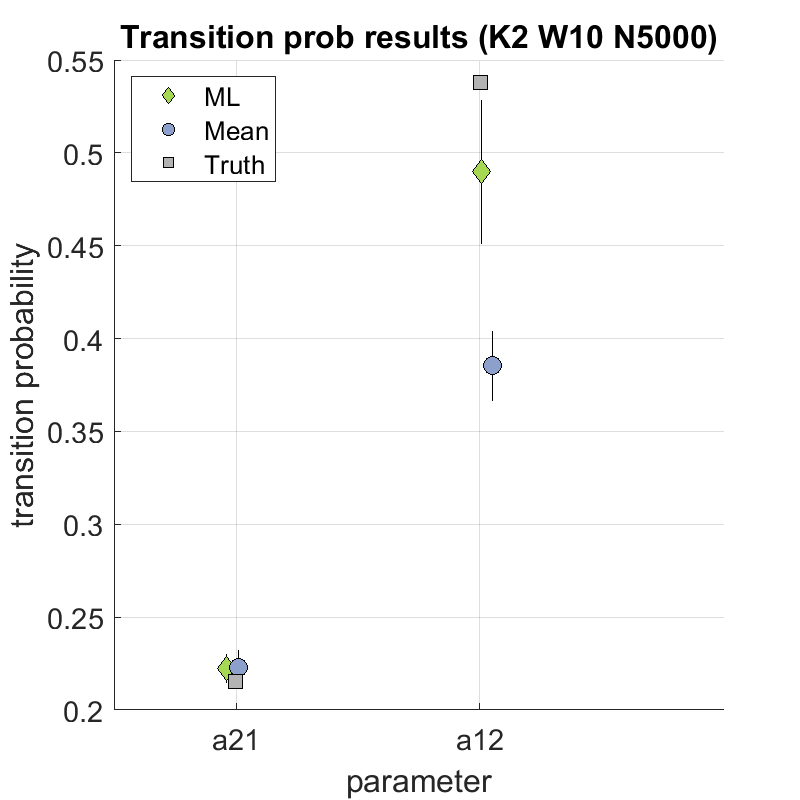 Transition prob results (K2 W10 N5000)
0.55
0.5
0.45
0.4
0.35
0.3
0.25
0.2
ML
Mean
Truth
transition probability
a21
a12
parameter